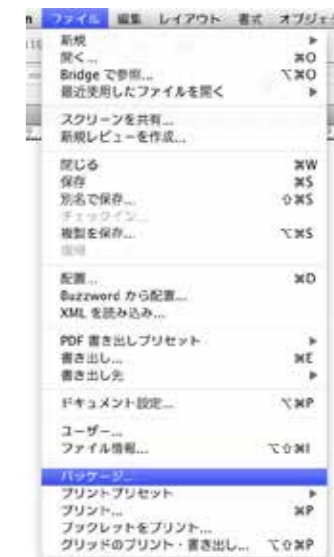 ファイル 編集 レイアウト 書式 オブジェ
新規
開く... ⌘O
Bridge で参照... ⌥⌘O
最近使用したファイルを開く
スクリーンを共有...
新規レビューを作成...
閉じる ⌘W
保存 ⌘S
別名で保存... ⇧⌘S
チェックイン...
複製を保存... ⌥⌘S
復帰
配置... ⌘D
Buzzword から配置...
XML を読み込み...
PDF 書き出しプリセット
書き出し... ⌘E
書き出し先
ドキュメント設定... ⌥⌘P
ユーザー...
ファイル情報... ⌥⇧⌘I
パッケージ...
プリントプリセット
プリント... ⌘P
ブックレットをプリント...
グリッドのプリント・書き出し... ⌥⇧⌘P